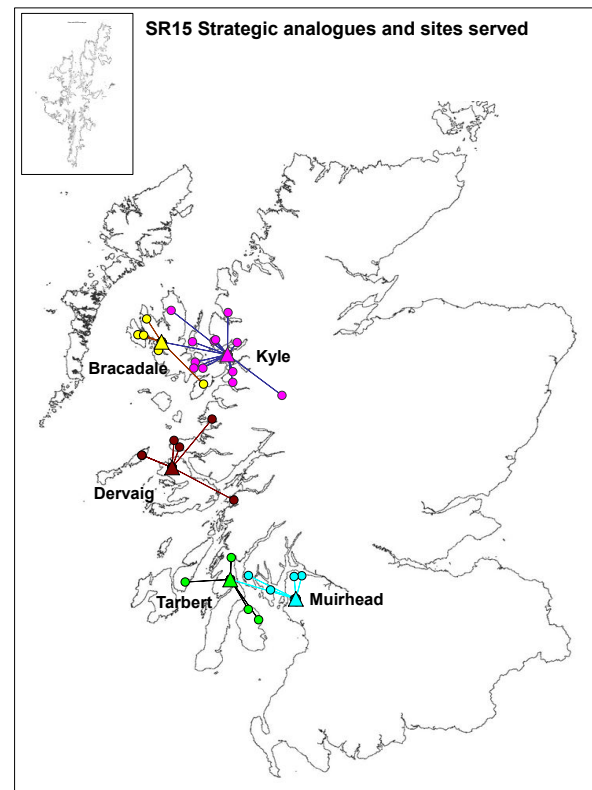 SR15 Strategic analogues and sites served
Kyle
Bracadale
Dervaig
Tarbert
Muirhead